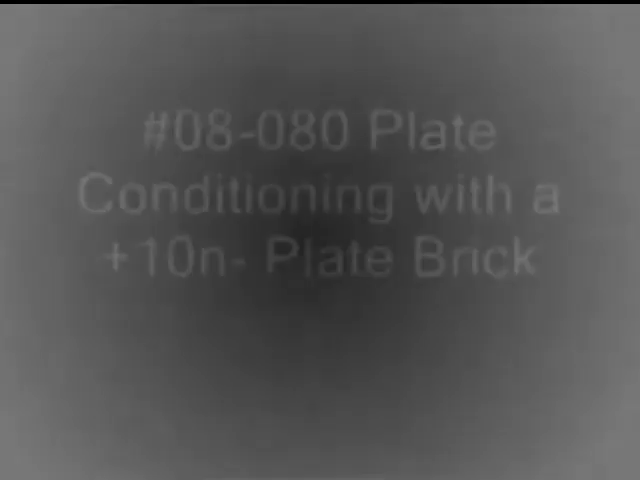 #08-080 Plate
Conditioning with a
+10n- Plate Brick